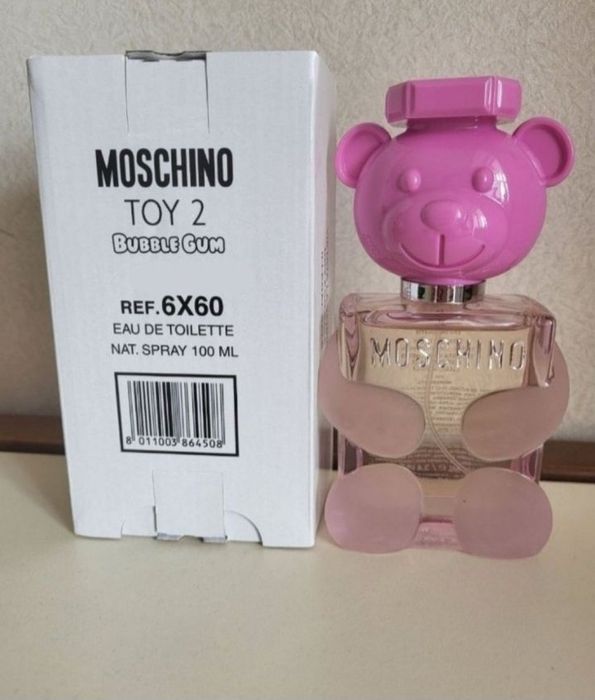 MOSCHINO
TOY 2
BUBBLE GUM
REF. 6X60
EAU DE TOILETTE
NAT. SPRAY 100 ML
8 011003 864508
MOSCHINO